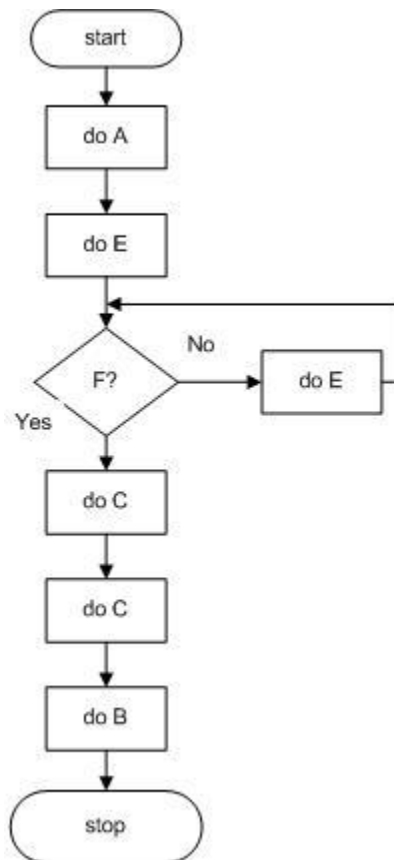 start
do A
do E
No
F?
do E
Yes
do C
do C
do B
stop